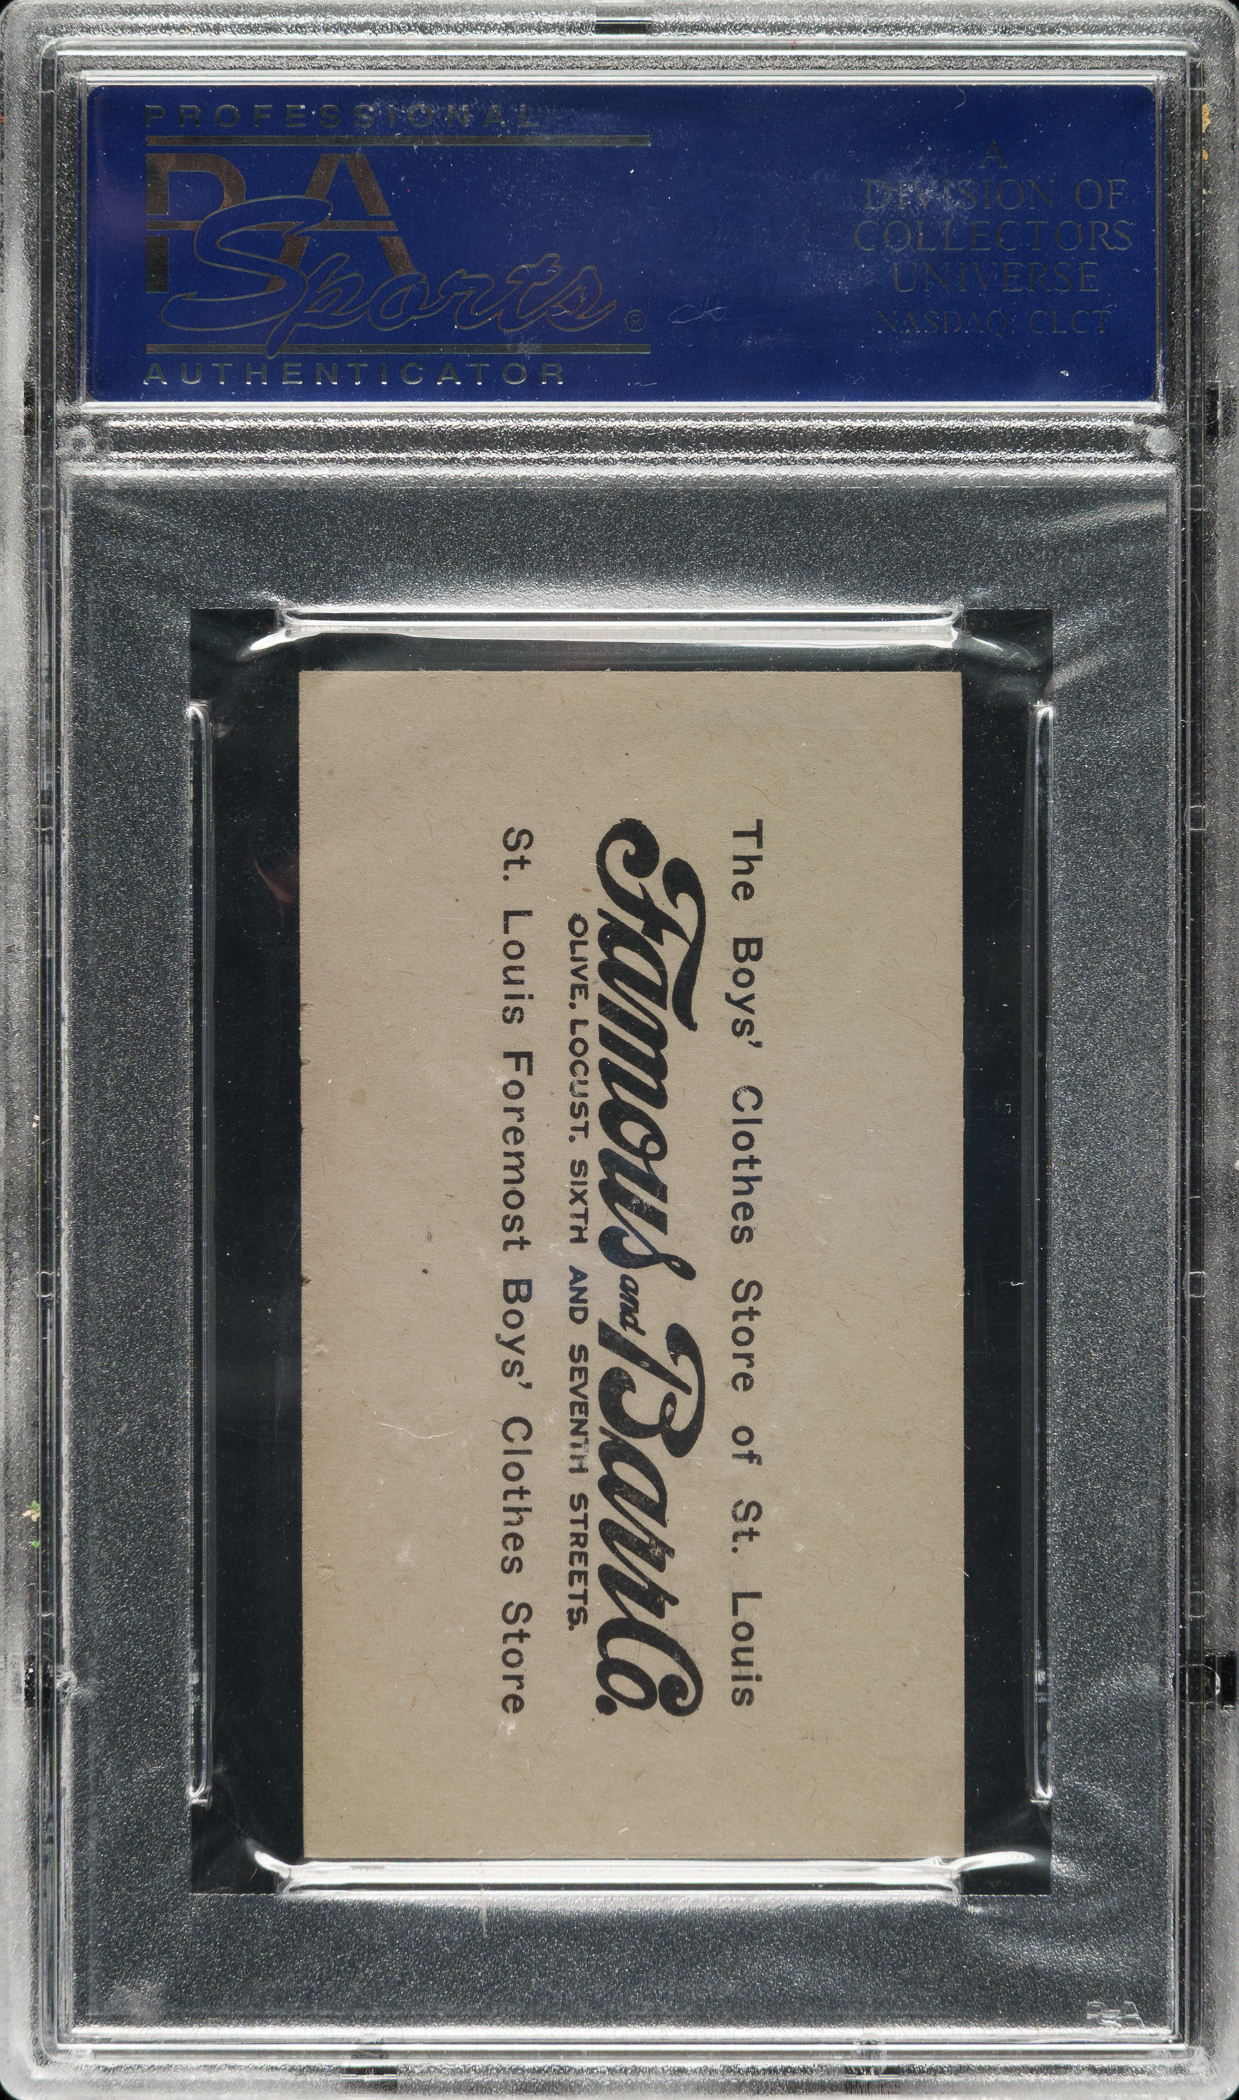 PROFESSIONAL
PSA
Sports®
AUTHENTICATOR
A
DIVISION OF
COLLECTORS
UNIVERSE
NASDAQ: CLCT
The Boys' Clothes Store of St. Louis
Famous and Barr Co.
OLIVE, LOCUST, SIXTH AND SEVENTH STREETS.
St. Louis Foremost Boys' Clothes Store
PSA